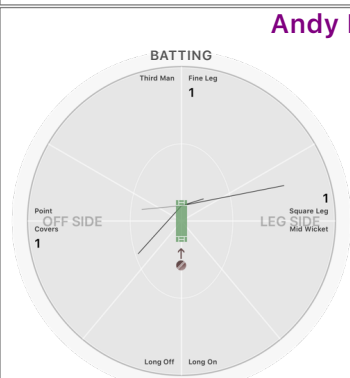 Andy
BATTING
Third Man Fine Leg
1
1
Point Square Leg
OFF SIDE LEG SIDE
Covers Mid Wicket
1
Long Off Long On